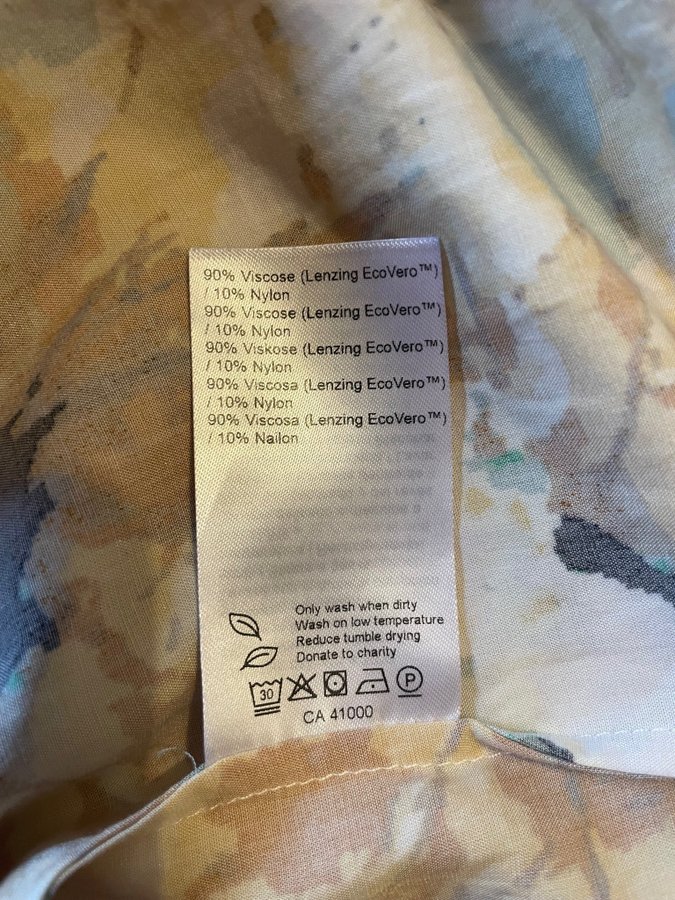 90% Viscose (Lenzing EcoVero™)
/ 10% Nylon
90% Viscose (Lenzing EcoVero™)
/ 10% Nylon
90% Viskose (Lenzing EcoVero™)
/ 10% Nylon
90% Viscosa (Lenzing EcoVero™)
/ 10% Nylon
90% Viscosa (Lenzing EcoVero™)
/ 10% Nailon
Only wash when dirty
Wash on low temperature
Reduce tumble drying
Donate to charity
30 P
CA 41000